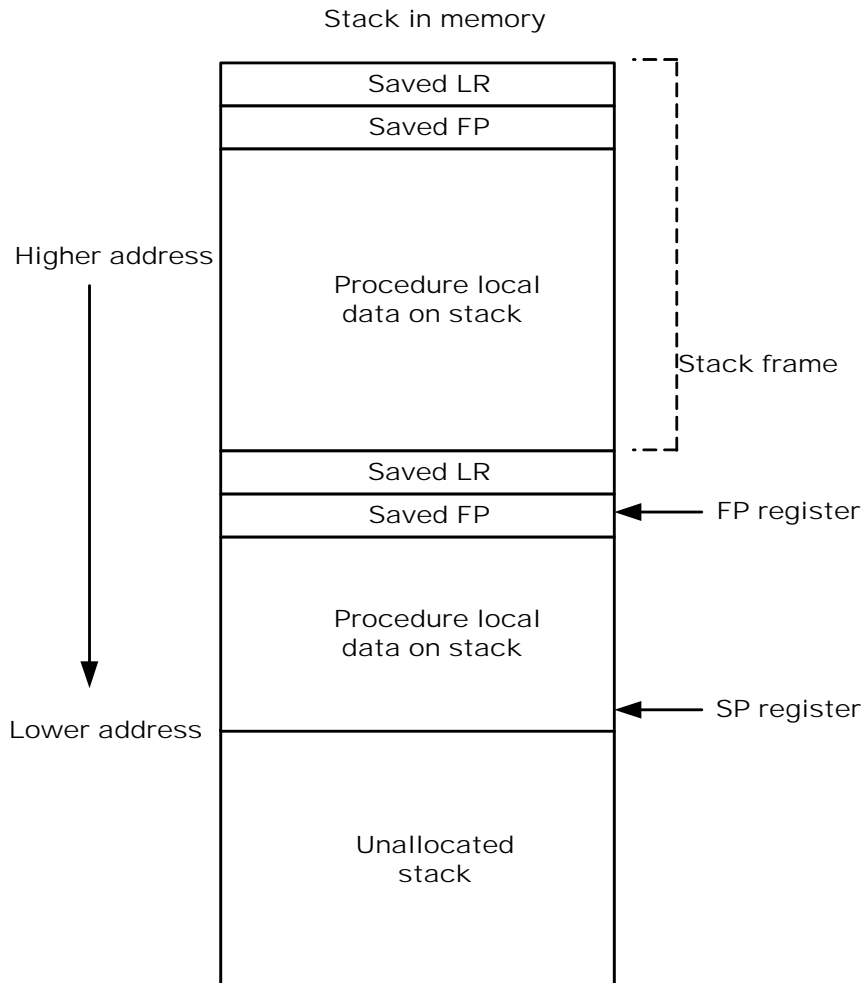 Stack in memory
Saved LR
Saved FP
Higher address
Procedure local
data on stack
Stack frame
Saved LR
Saved FP
FP register
Procedure local
data on stack
SP register
Lower address
Unallocated
stack